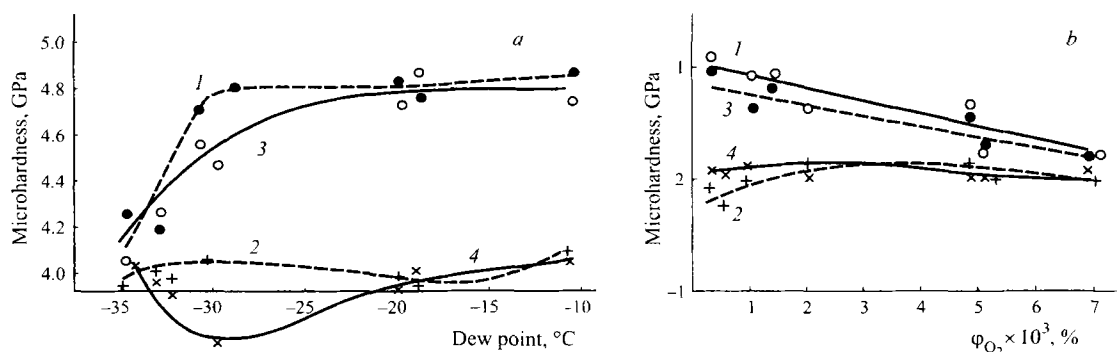 5.0
4.8
4.6
4.4
4.2
4.0
Microhardness, GPa
a
1
3
2
4
−35 −30 −25 −20 −15 −10
Dew point, °C
b
1
2
−1
Microhardness, GPa
1
3
4
2
0 1 2 3 4 5 6 7
φO₂ × 10³, %